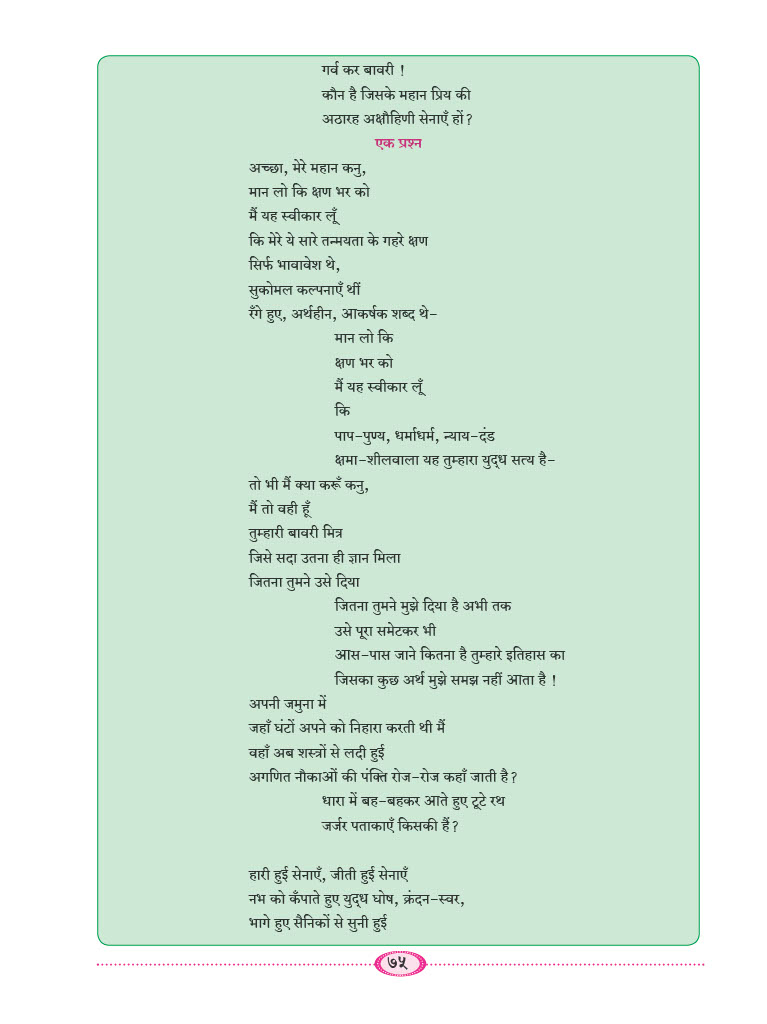 गर्व कर बावरी !
कौन है जिसके महान प्रिय की
अठारह अक्षौहिणी सेनाएँ हों?
एक प्रश्न
अच्छा, मेरे महान कनु,
मान लो कि क्षण भर को
मैं यह स्वीकार लूँ
कि मेरे ये सारे तन्मयता के गहरे क्षण
सिर्फ भावावेश थे,
सुकोमल कल्पनाएँ थीं
रँगे हुए, अर्थहीन, आकर्षक शब्द थे-
मान लो कि
क्षण भर को
मैं यह स्वीकार लूँ
कि
पाप-पुण्य, धर्माधर्म, न्याय-दंड
क्षमा-शीलवाला यह तुम्हारा युद्ध सत्य है-
तो भी मैं क्या करूँ कनु,
मैं तो वही हूँ
तुम्हारी बावरी मित्र
जिसे सदा उतना ही ज्ञान मिला
जितना तुमने उसे दिया
जितना तुमने मुझे दिया है अभी तक
उसे पूरा समेटकर भी
आस-पास जाने कितना है तुम्हारे इतिहास का
जिसका कुछ अर्थ मुझे समझ नहीं आता है !
अपनी जमुना में
जहाँ घंटों अपने को निहारा करती थी मैं
वहाँ अब शस्त्रों से लदी हुई
अगणित नौकाओं की पंक्ति रोज-रोज कहाँ जाती है?
धारा में बह-बहकर आते हुए टूटे रथ
जर्जर पताकाएँ किसकी हैं?
हारी हुई सेनाएँ, जीती हुई सेनाएँ
नभ को कँपाते हुए युद्ध घोष, क्रंदन-स्वर,
भागे हुए सैनिकों से सुनी हुई
७५